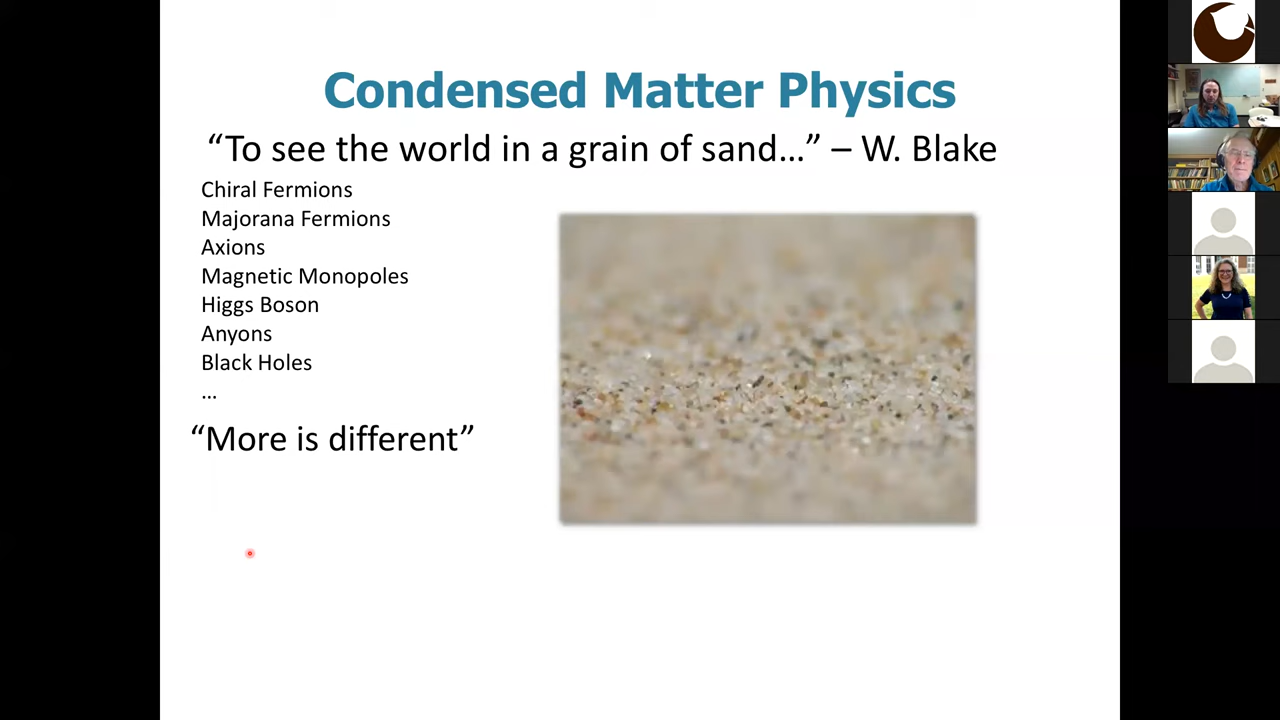 Condensed Matter Physics
“To see the world in a grain of sand…” – W. Blake
Chiral Fermions
Majorana Fermions
Axions
Magnetic Monopoles
Higgs Boson
Anyons
Black Holes
…
“More is different”